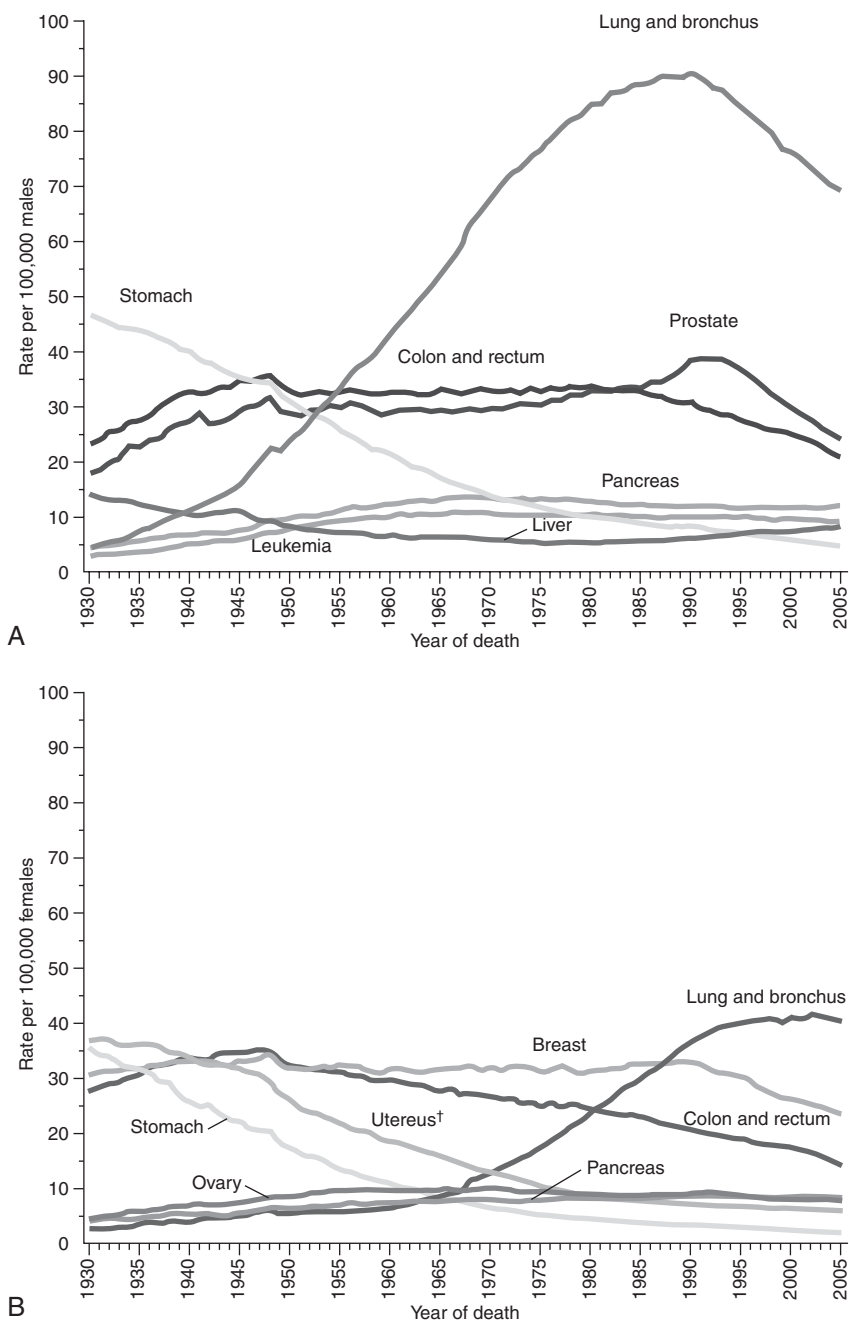 100
Lung and bronchus
90
80
70
60
Rate per 100,000 males
50
Stomach
Prostate
40
Colon and rectum
30
20
Pancreas
10
Liver
Leukemia
0
1930 1935 1940 1945 1950 1955 1960 1965 1970 1975 1980 1985 1990 1995 2000 2005
Year of death
A
100
90
80
70
60
Rate per 100,000 females
50
Lung and bronchus
40
Breast
30
Stomach
Utereus†
Colon and rectum
20
Ovary
Pancreas
10
0
1930 1935 1940 1945 1950 1955 1960 1965 1970 1975 1980 1985 1990 1995 2000 2005
Year of death
B